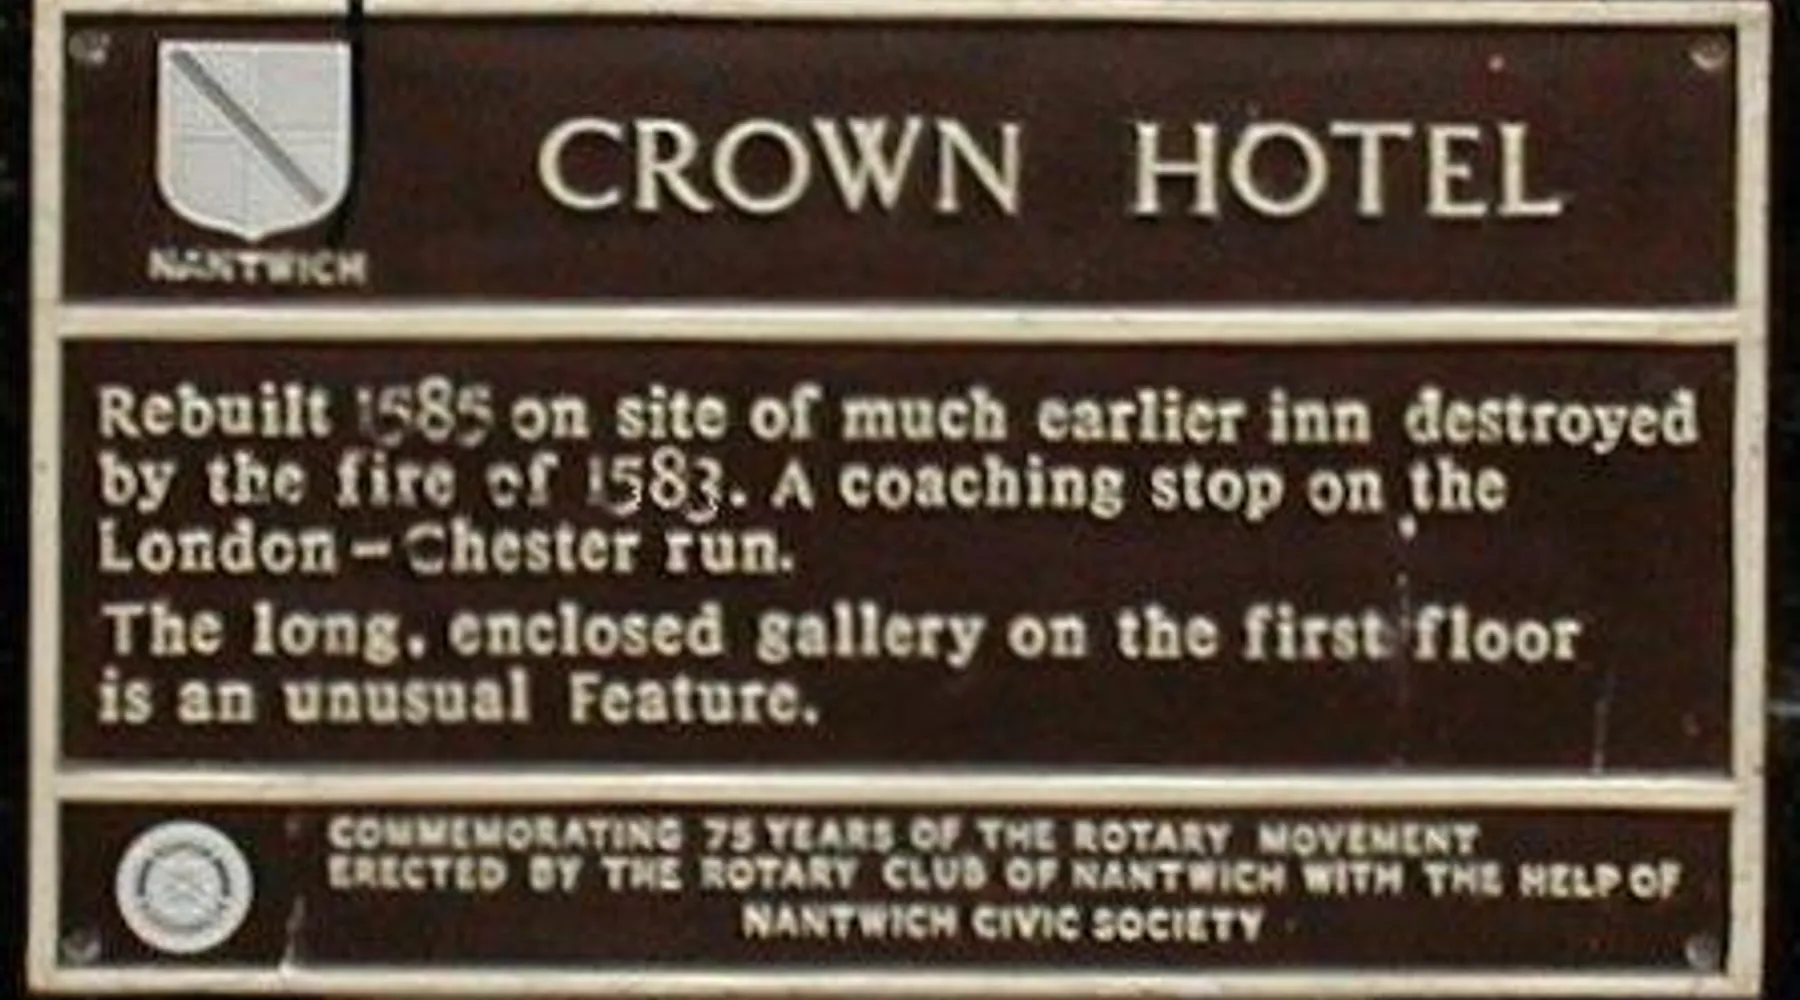 CROWN HOTEL
NANTWICH
Rebuilt 1585 on site of much earlier inn destroyed
by the fire of 1583. A coaching stop on the
London - Chester run.
The long, enclosed gallery on the first floor
is an unusual Feature.
COMMEMORATING 75 YEARS OF THE ROTARY MOVEMENT
ERECTED BY THE ROTARY CLUB OF NANTWICH WITH THE HELP OF
NANTWICH CIVIC SOCIETY